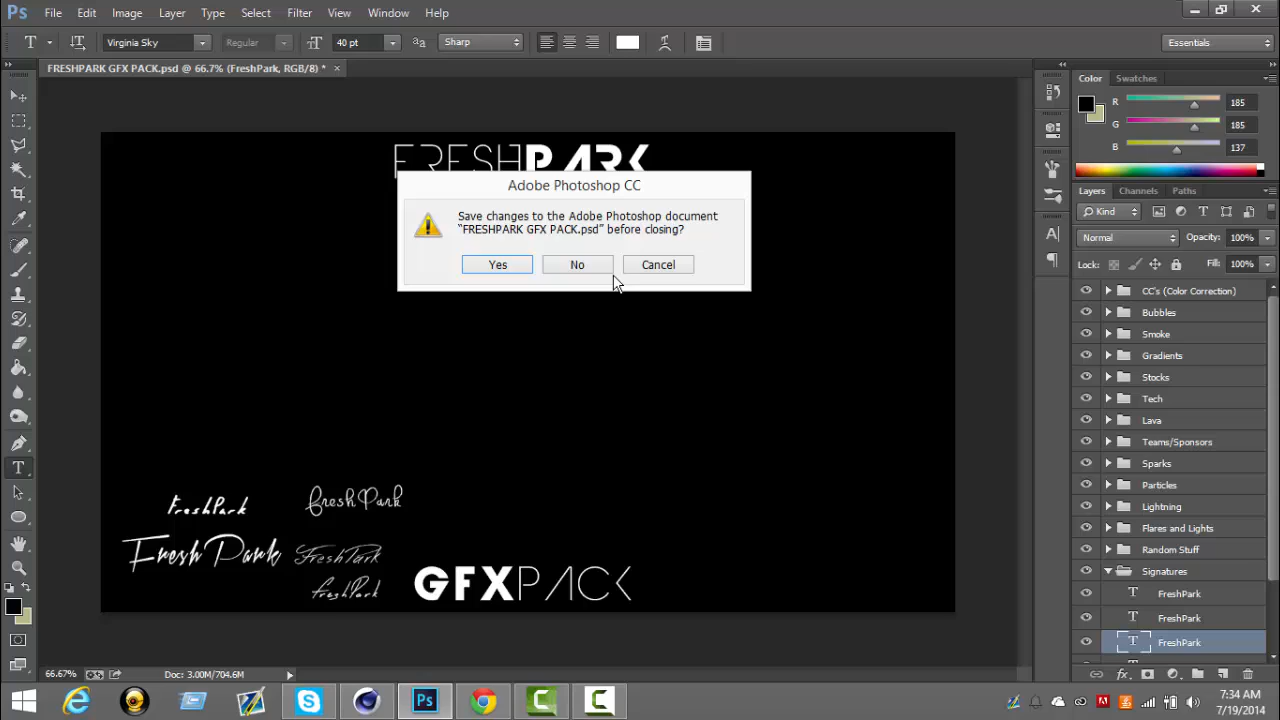 Ps File Edit Image Layer Type Select Filter View Window Help
T Virginia Sky Regular 40 pt Sharp Essentials
FRESHPARK GFX PACK.psd @ 66.7% (FreshPark, RGB/8) *
Color Swatches
R 185
G 185
B 137
FRESHPARK
Adobe Photoshop CC
Save changes to the Adobe Photoshop document
"FRESHPARK GFX PACK.psd" before closing?
Yes No Cancel
Layers Channels Paths
Kind
Normal Opacity: 100%
Lock: Fill: 100%
CC's (Color Correction)
Bubbles
Smoke
Gradients
Stocks
Tech
Lava
Teams/Sponsors
Sparks
Particles
Lightning
Flares and Lights
Random Stuff
Signatures
FreshPark
FreshPark
FreshPark
FreshPark FreshPark
FreshPark FreshPark
FreshPark
GFXPACK
66.67% Doc: 3.00M/704.6M
7:34 AM
7/19/2014